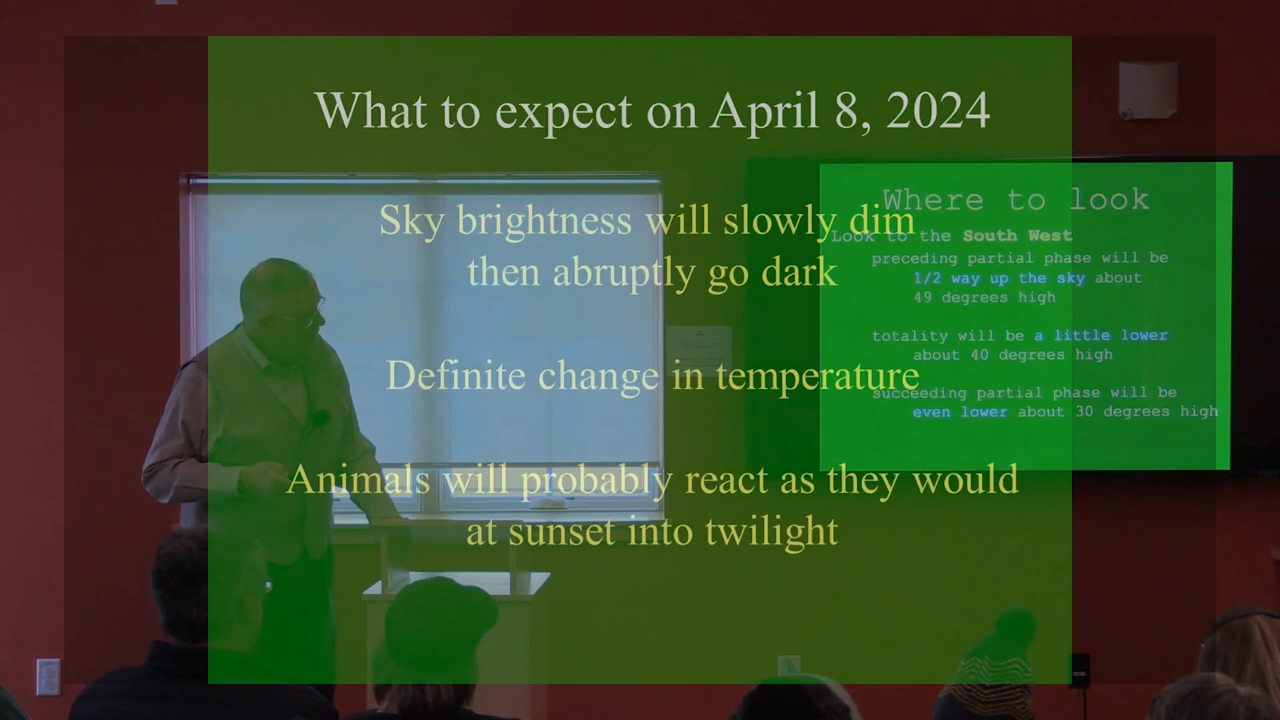 What to expect on April 8, 2024
Sky brightness will slowly dim
then abruptly go dark
Definite change in temperature
Animals will probably react as they would
at sunset into twilight
Where to look
Look to the South West
preceding partial phase will be
1/2 way up the sky about
49 degrees high
totality will be a little lower
about 40 degrees high
succeeding partial phase will be
even lower about 30 degrees high